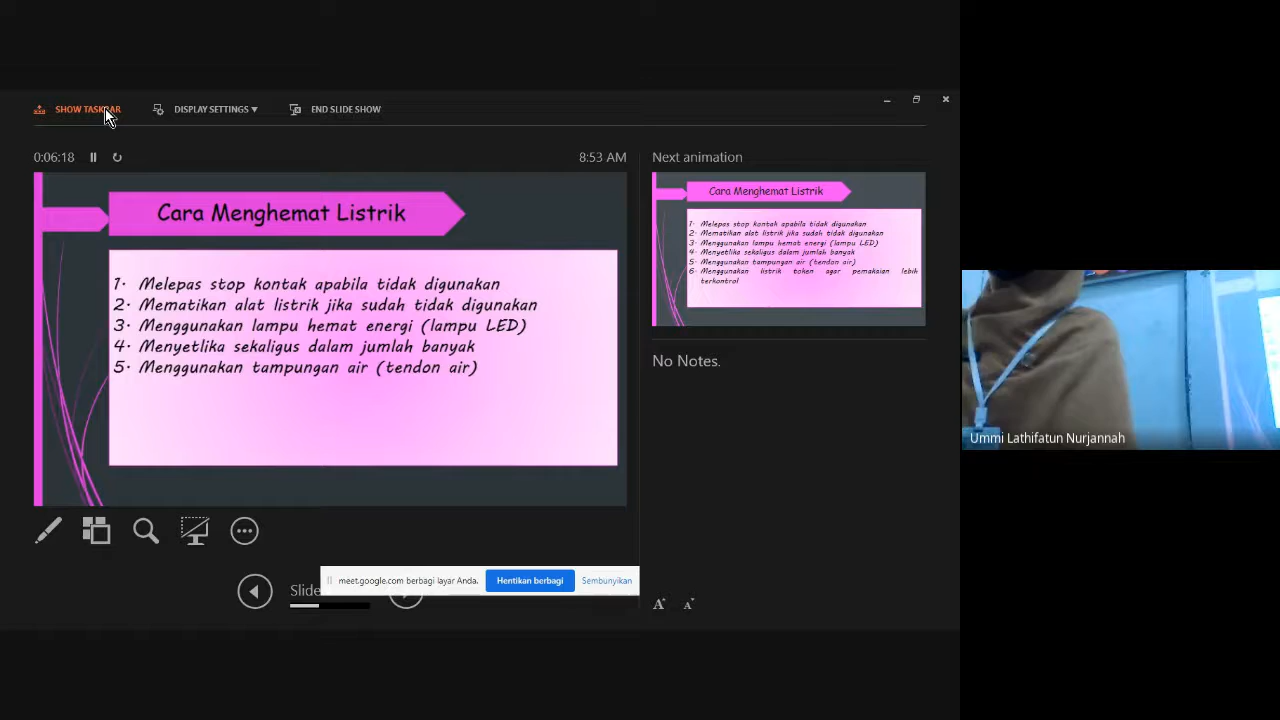 SHOW TASKBAR
DISPLAY SETTINGS
END SLIDE SHOW
0:06:18
8:53 AM
Cara Menghemat Listrik
1. Melepas stop kontak apabila tidak digunakan
2. Mematikan alat listrik jika sudah tidak digunakan
3. Menggunakan lampu hemat energi (lampu LED)
4. Menyetlika sekaligus dalam jumlah banyak
5. Menggunakan tampungan air (tendon air)
Next animation
Cara Menghemat Listrik
1. Melepas stop kontak apabila tidak digunakan
2. Mematikan alat listrik jika sudah tidak digunakan
3. Menggunakan lampu hemat energi (lampu LED)
4. Menyetlika sekaligus dalam jumlah banyak
5. Menggunakan tampungan air (tendon air)
6. Menggunakan listrik token agar pemakaian lebih
terkontrol
No Notes.
Ummi Lathifatun Nurjannah
meet.google.com berbagi layar Anda.
Hentikan berbagi
Sembunyikan
Slide
A A